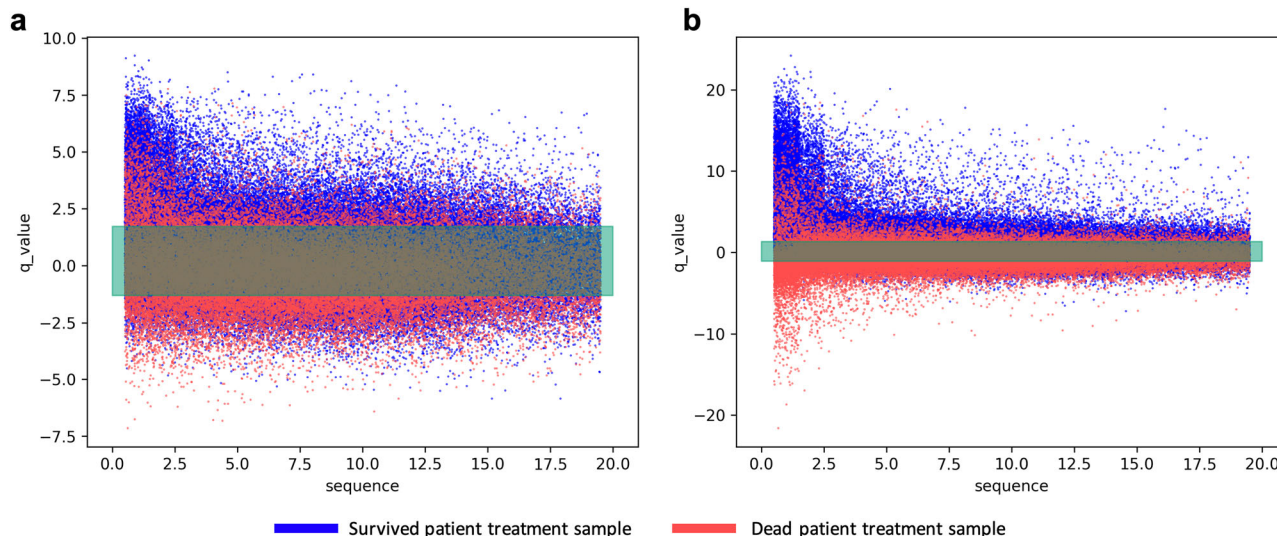 a
b
10.0
7.5
5.0
2.5
0.0
−2.5
−5.0
−7.5
q_value
0.0 2.5 5.0 7.5 10.0 12.5 15.0 17.5 20.0
sequence
20
10
0
−10
−20
q_value
0.0 2.5 5.0 7.5 10.0 12.5 15.0 17.5 20.0
sequence
Survived patient treatment sample
Dead patient treatment sample